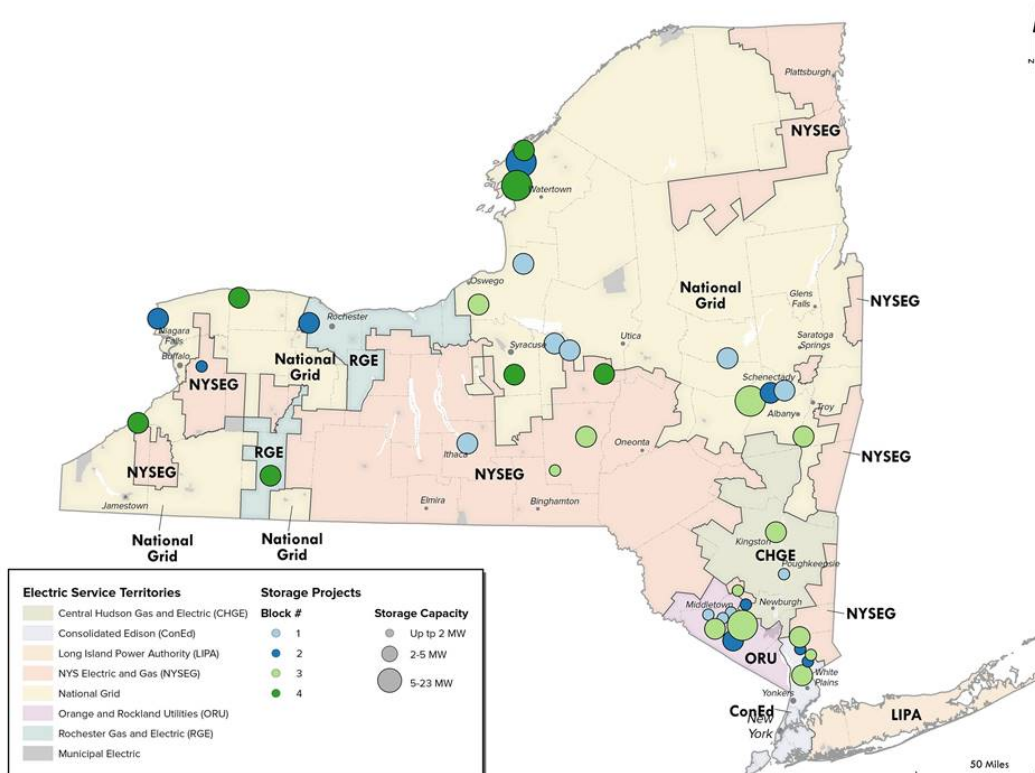 Plattsburgh
NYSEG
Watertown
Oswego
National
Grid
Glens
Falls
NYSEG
Rochester
Niagara
Falls
Buffalo
National
Grid
RGE
NYSEG
Syracuse
Utica
Saratoga
Springs
Schenectady
Albany
Troy
Ithaca
NYSEG
Oneonta
NYSEG
RGE
NYSEG
Jamestown
Elmira
Binghamton
National
Grid
National
Grid
Kingston
CHGE
Poughkeepsie
Middletown
Newburgh
NYSEG
ORU
White
Plains
Yonkers
ConEd
New
York
LIPA
50 Miles
Electric Service Territories
Central Hudson Gas and Electric (CHGE)
Consolidated Edison (ConEd)
Long Island Power Authority (LIPA)
NYS Electric and Gas (NYSEG)
National Grid
Orange and Rockland Utilities (ORU)
Rochester Gas and Electric (RGE)
Municipal Electric
Storage Projects
Block #
1
2
3
4
Storage Capacity
Up tp 2 MW
2-5 MW
5-23 MW